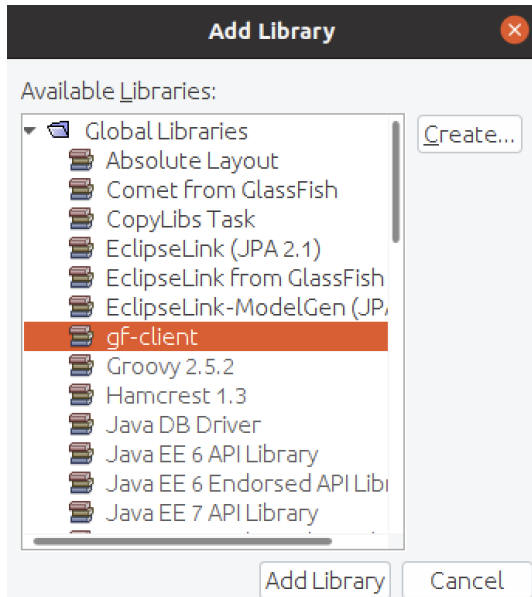 Add Library
Available Libraries:
Global Libraries
Create...
Absolute Layout
Comet from GlassFish
CopyLibs Task
EclipseLink (JPA 2.1)
EclipseLink from GlassFish
EclipseLink-ModelGen (JPA
gf-client
Groovy 2.5.2
Hamcrest 1.3
Java DB Driver
Java EE 6 API Library
Java EE 6 Endorsed API Libr
Java EE 7 API Library
Add Library
Cancel